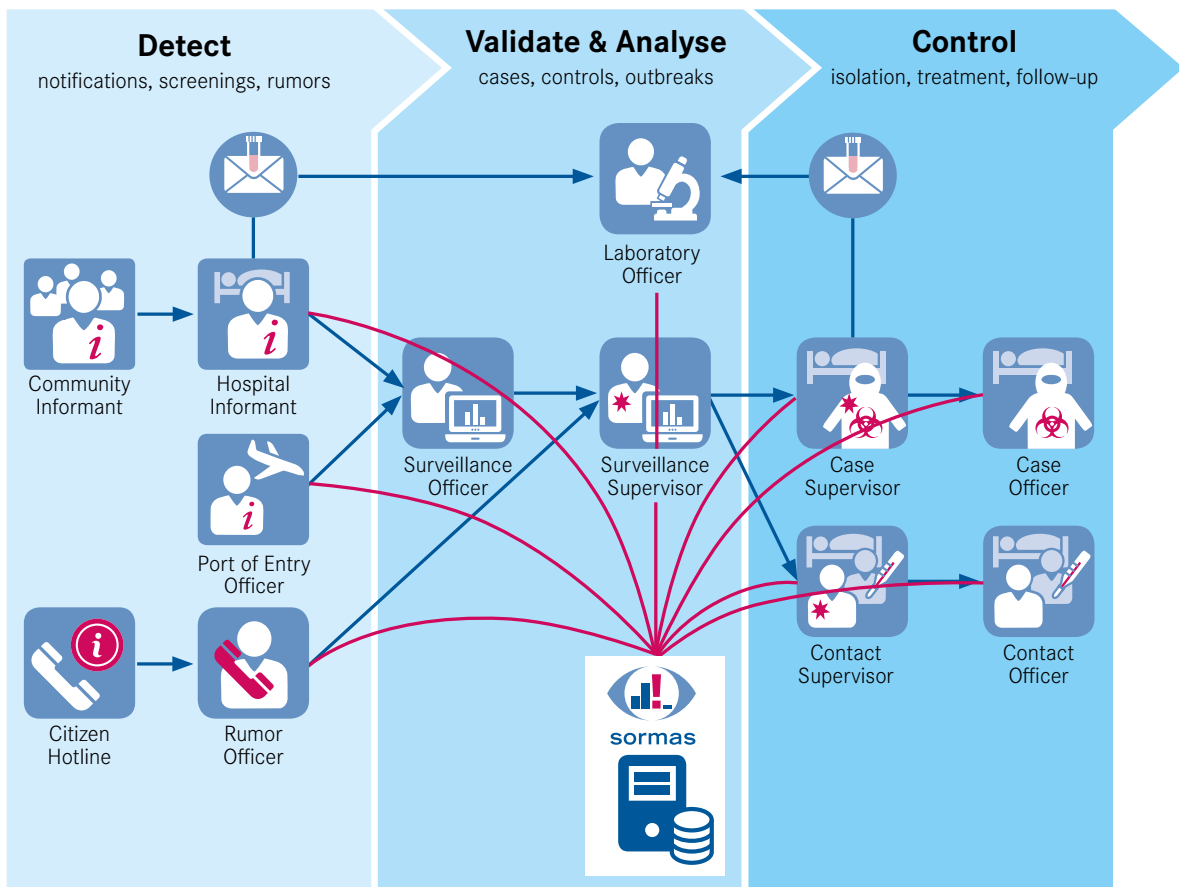 Detect
notifications, screenings, rumors
Validate & Analyse
cases, controls, outbreaks
Control
isolation, treatment, follow-up
Laboratory
Officer
i
Community
Informant
i
Hospital
Informant
Surveillance
Officer
Surveillance
Supervisor
Case
Supervisor
Case
Officer
i
Port of Entry
Officer
Contact
Supervisor
Contact
Officer
i
Citizen
Hotline
Rumor
Officer
!
sormas